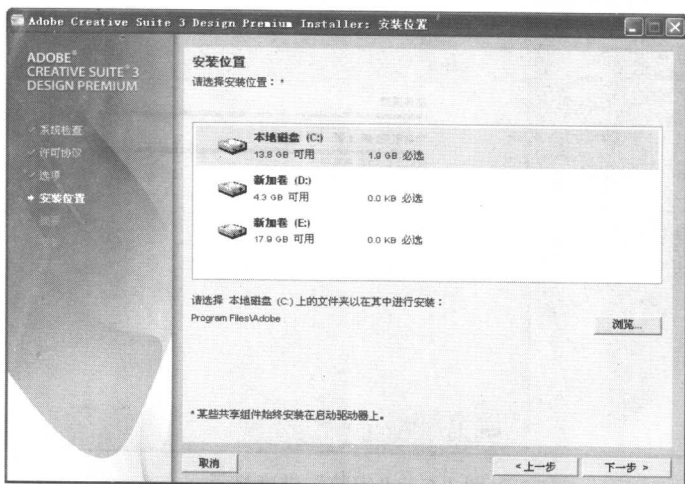 Adobe Creative Suite 3 Design Premium Installer: 安装位置
ADOBE®
CREATIVE SUITE® 3
DESIGN PREMIUM
系统检查
许可协议
选项
安装位置
安装位置
请选择安装位置：*
本地磁盘 (C:)
13.8 GB 可用 1.9 GB 必选
新加卷 (D:)
4.3 GB 可用 0.0 KB 必选
新加卷 (E:)
17.9 GB 可用 0.0 KB 必选
请选择 本地磁盘 (C:) 上的文件夹以在其中进行安装：
Program Files\Adobe
浏览...
* 某些共享组件始终安装在启动驱动器上。
取消
< 上一步
下一步 >